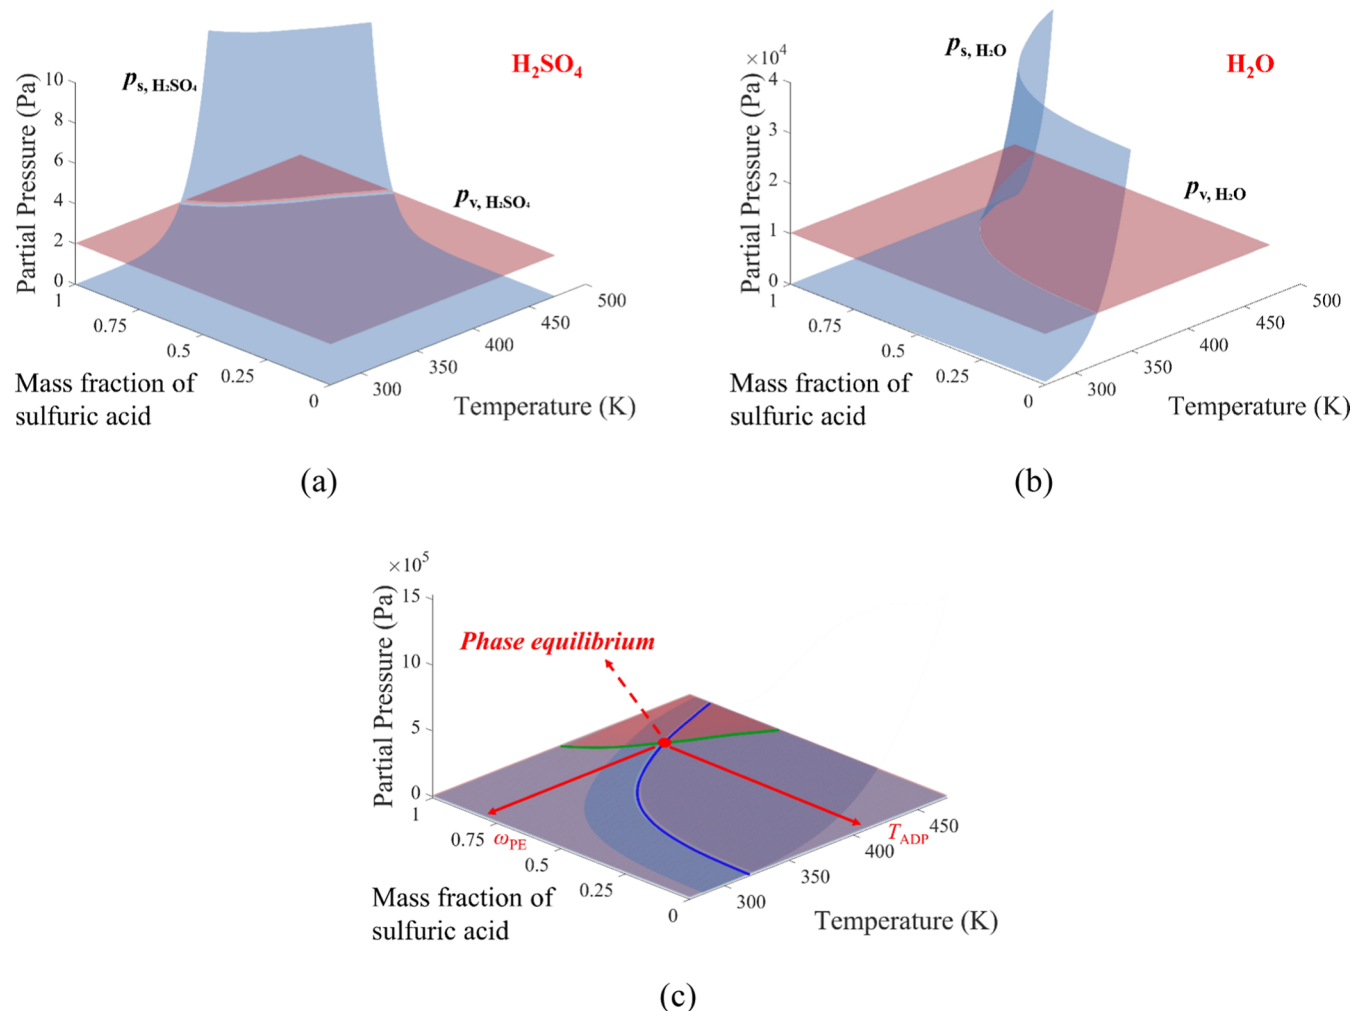 H₂SO₄
pₛ, H₂SO₄
Partial Pressure (Pa)
10
8
6
4
2
0
pᵥ, H₂SO₄
1
0.75
0.5
0.25
0
300
350
400
450
500
Mass fraction of
sulfuric acid
Temperature (K)
(a)
×10⁴
pₛ, H₂O
H₂O
Partial Pressure (Pa)
4
3
2
1
0
pᵥ, H₂O
1
0.75
0.5
0.25
0
300
350
400
450
500
Mass fraction of
sulfuric acid
Temperature (K)
(b)
×10⁵
Partial Pressure (Pa)
15
10
5
0
Phase equilibrium
1
0.75
ωPE
0.5
0.25
0
300
350
400
TADP
450
Mass fraction of
sulfuric acid
Temperature (K)
(c)